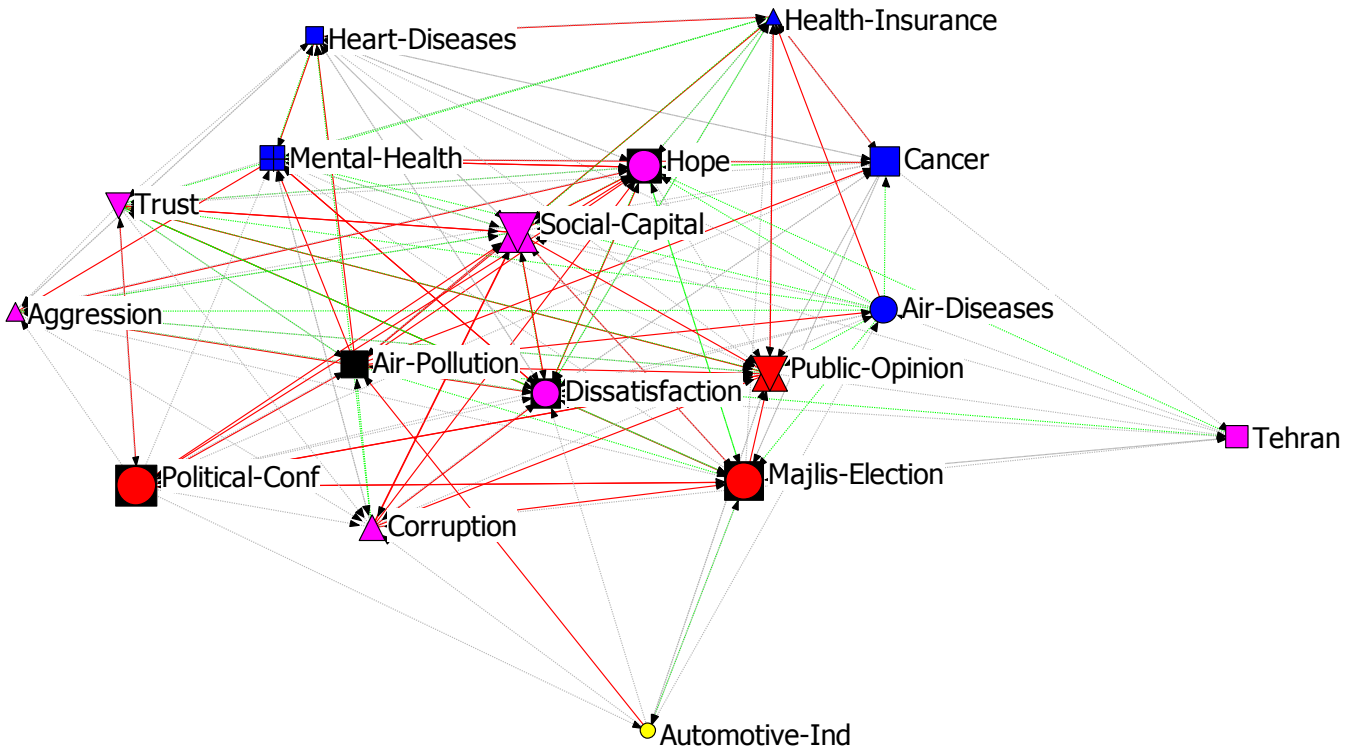 Health-Insurance
Heart-Diseases
Mental-Health
Hope
Cancer
Trust
Social-Capital
Aggression
Air-Diseases
Air-Pollution
Public-Opinion
Dissatisfaction
Tehran
Political-Conf
Majlis-Election
Corruption
Automotive-Ind